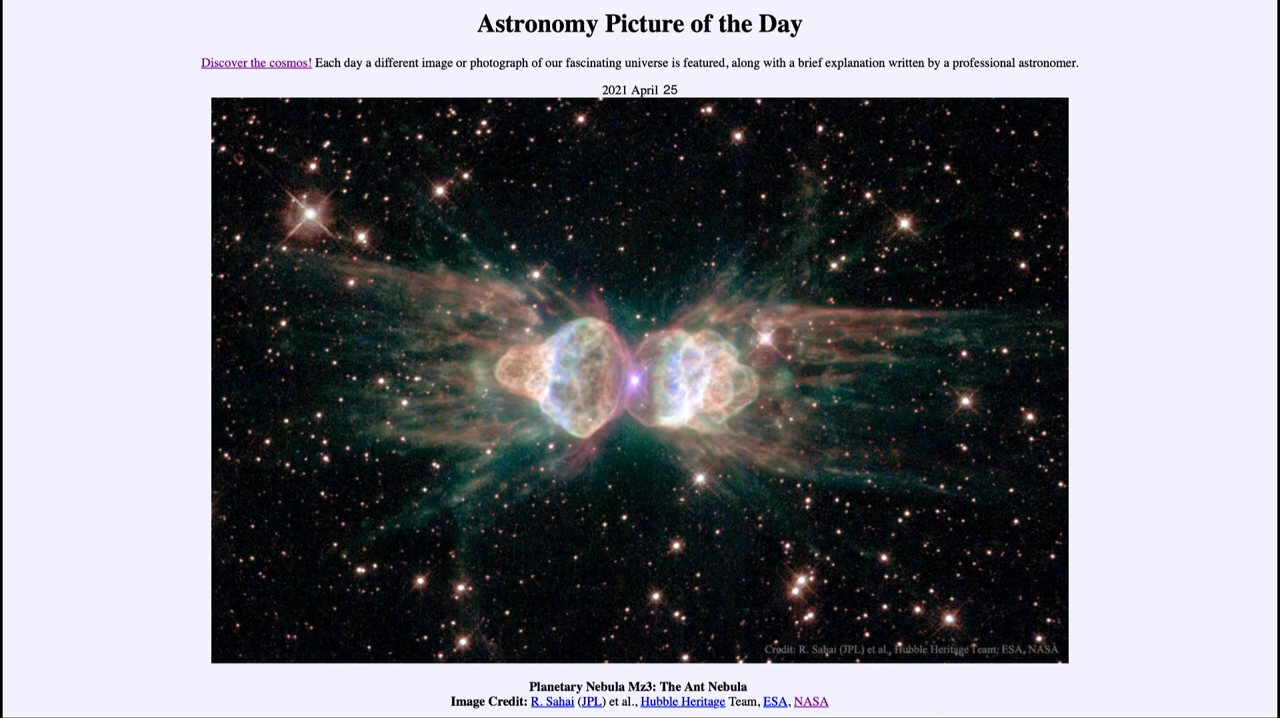 Astronomy Picture of the Day
Discover the cosmos! Each day a different image or photograph of our fascinating universe is featured, along with a brief explanation written by a professional astronomer.
2021 April 25
Credit: R. Sahai (JPL) et al., Hubble Heritage Team, ESA, NASA
Planetary Nebula Mz3: The Ant Nebula
Image Credit: R. Sahai (JPL) et al., Hubble Heritage Team, ESA, NASA